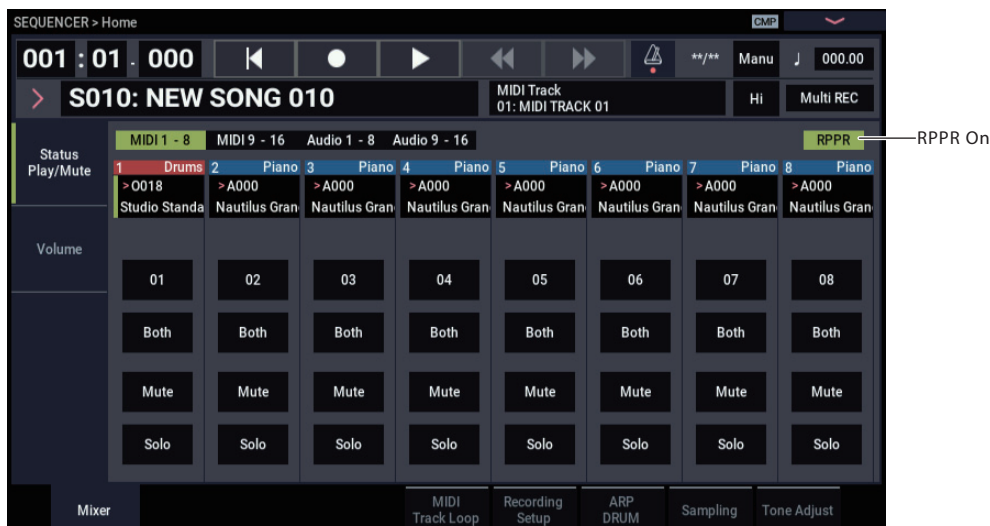 SEQUENCER > Home CMP
001 : 01 . 000 **/** Manu ♩ 000.00
> S010: NEW SONG 010 MIDI Track Hi Multi REC
01: MIDI TRACK 01
Status
Play/Mute
Volume
MIDI 1 - 8 MIDI 9 - 16 Audio 1 - 8 Audio 9 - 16 RPPR RPPR On
1 Drums 2 Piano 3 Piano 4 Piano 5 Piano 6 Piano 7 Piano 8 Piano
>0018 >A000 >A000 >A000 >A000 >A000 >A000 >A000
Studio Standa Nautilus Gran Nautilus Gran Nautilus Gran Nautilus Gran Nautilus Gran Nautilus Gran Nautilus Gran
01 02 03 04 05 06 07 08
Both Both Both Both Both Both Both Both
Mute Mute Mute Mute Mute Mute Mute Mute
Solo Solo Solo Solo Solo Solo Solo Solo
Mixer
MIDI
Track Loop
Recording
Setup
ARP
DRUM
Sampling
Tone Adjust